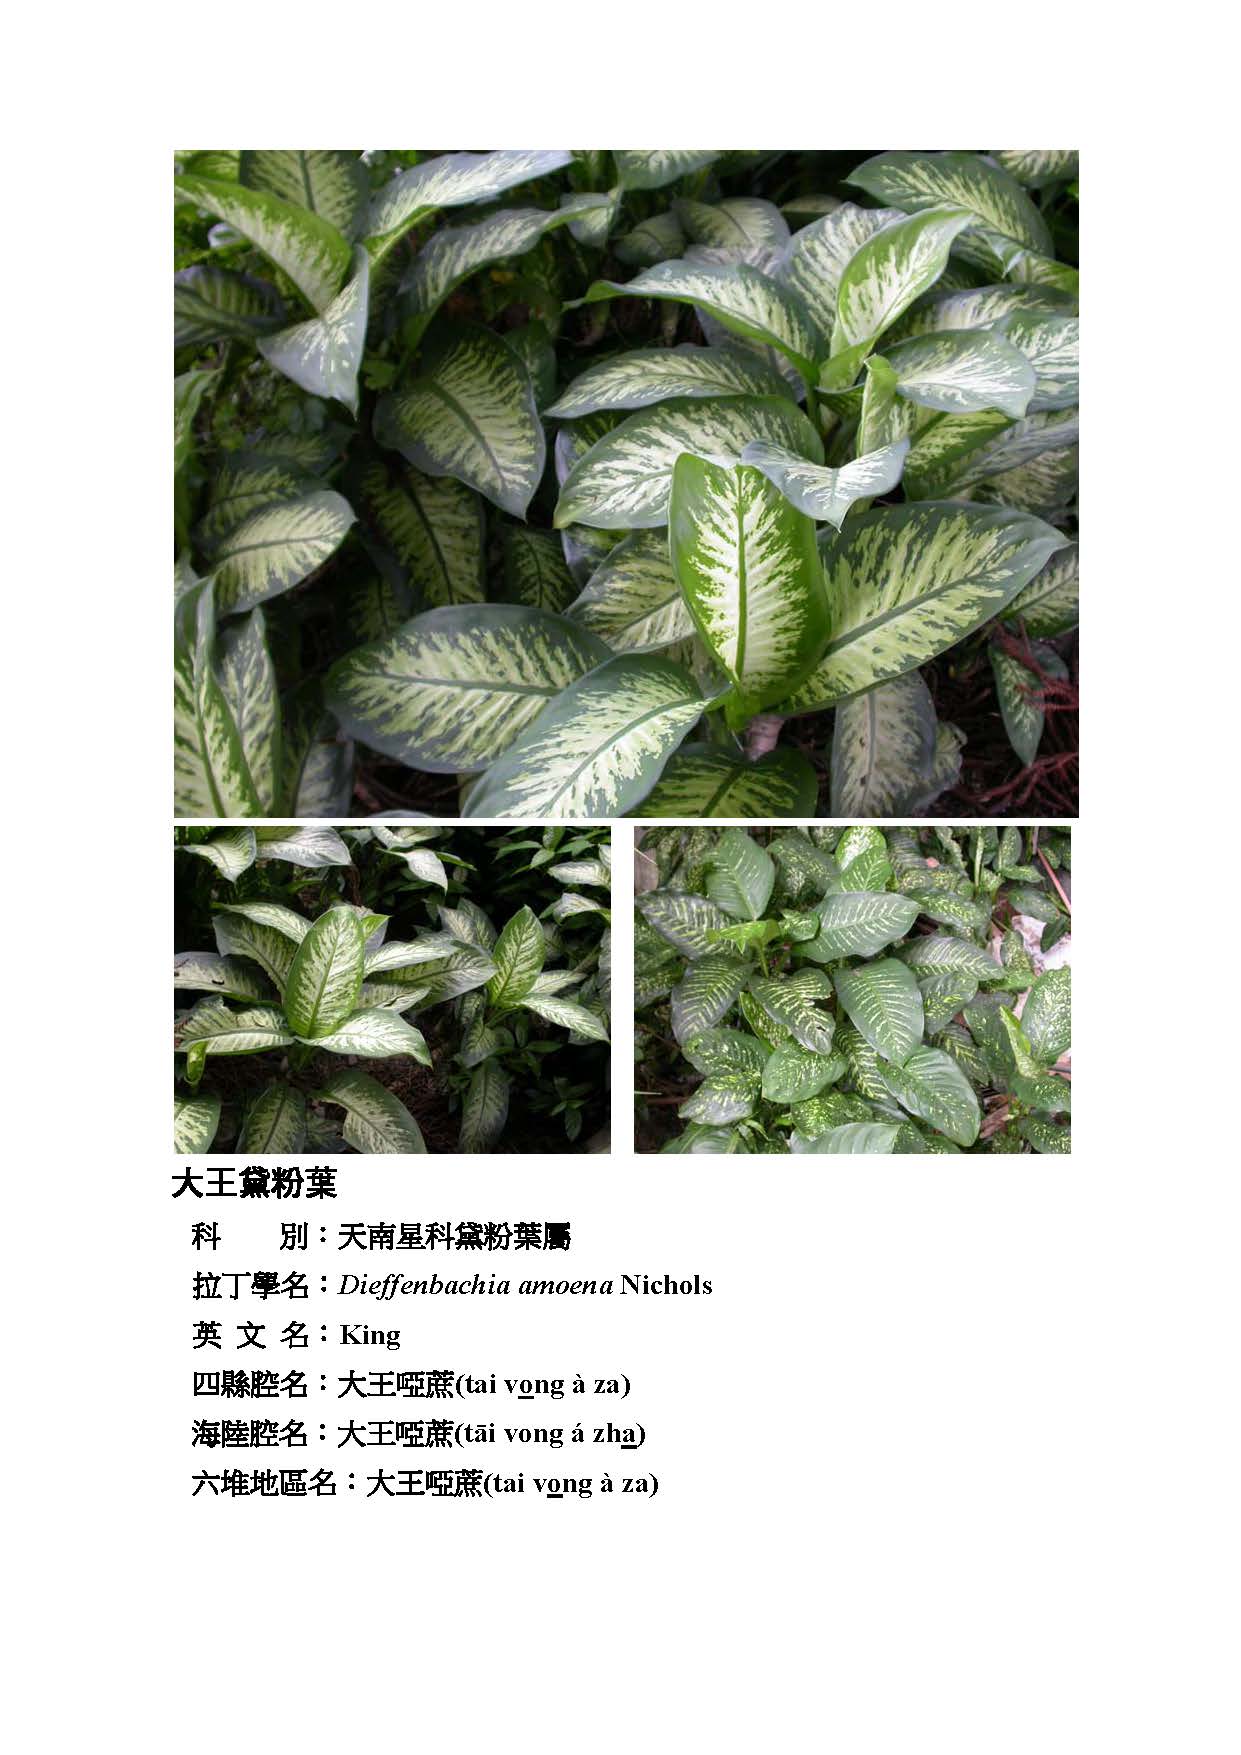 大王黛粉葉
科　　別：天南星科黛粉葉屬
拉丁學名：Dieffenbachia amoena Nichols
英 文 名：King
四縣腔名：大王啞蔗(tai vong à za)
海陸腔名：大王啞蔗(tāi vong á zha)
六堆地區名：大王啞蔗(tai vong à za)